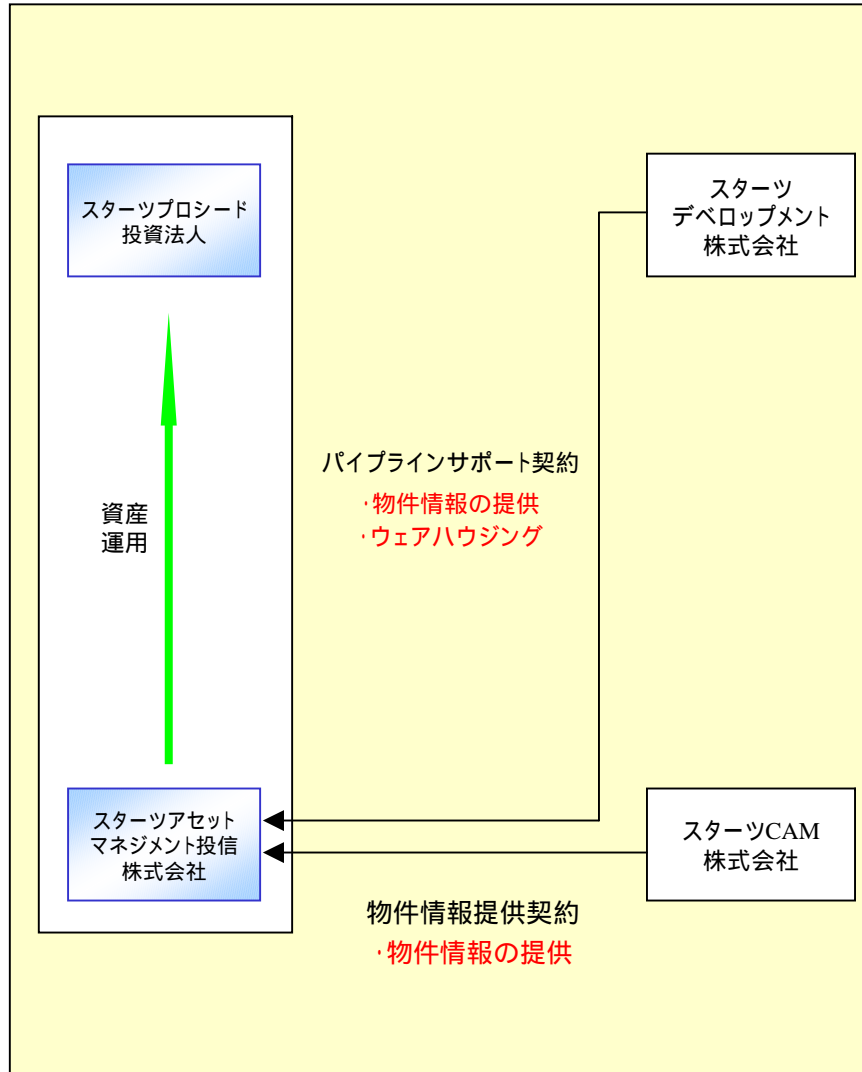 スターツプロシード
投資法人
スターツ
デベロップメント
株式会社
パイプラインサポート契約
・物件情報の提供
・ウェアハウジング
資産
運用
スターツアセット
マネジメント投信
株式会社
スターツCAM
株式会社
物件情報提供契約
・物件情報の提供